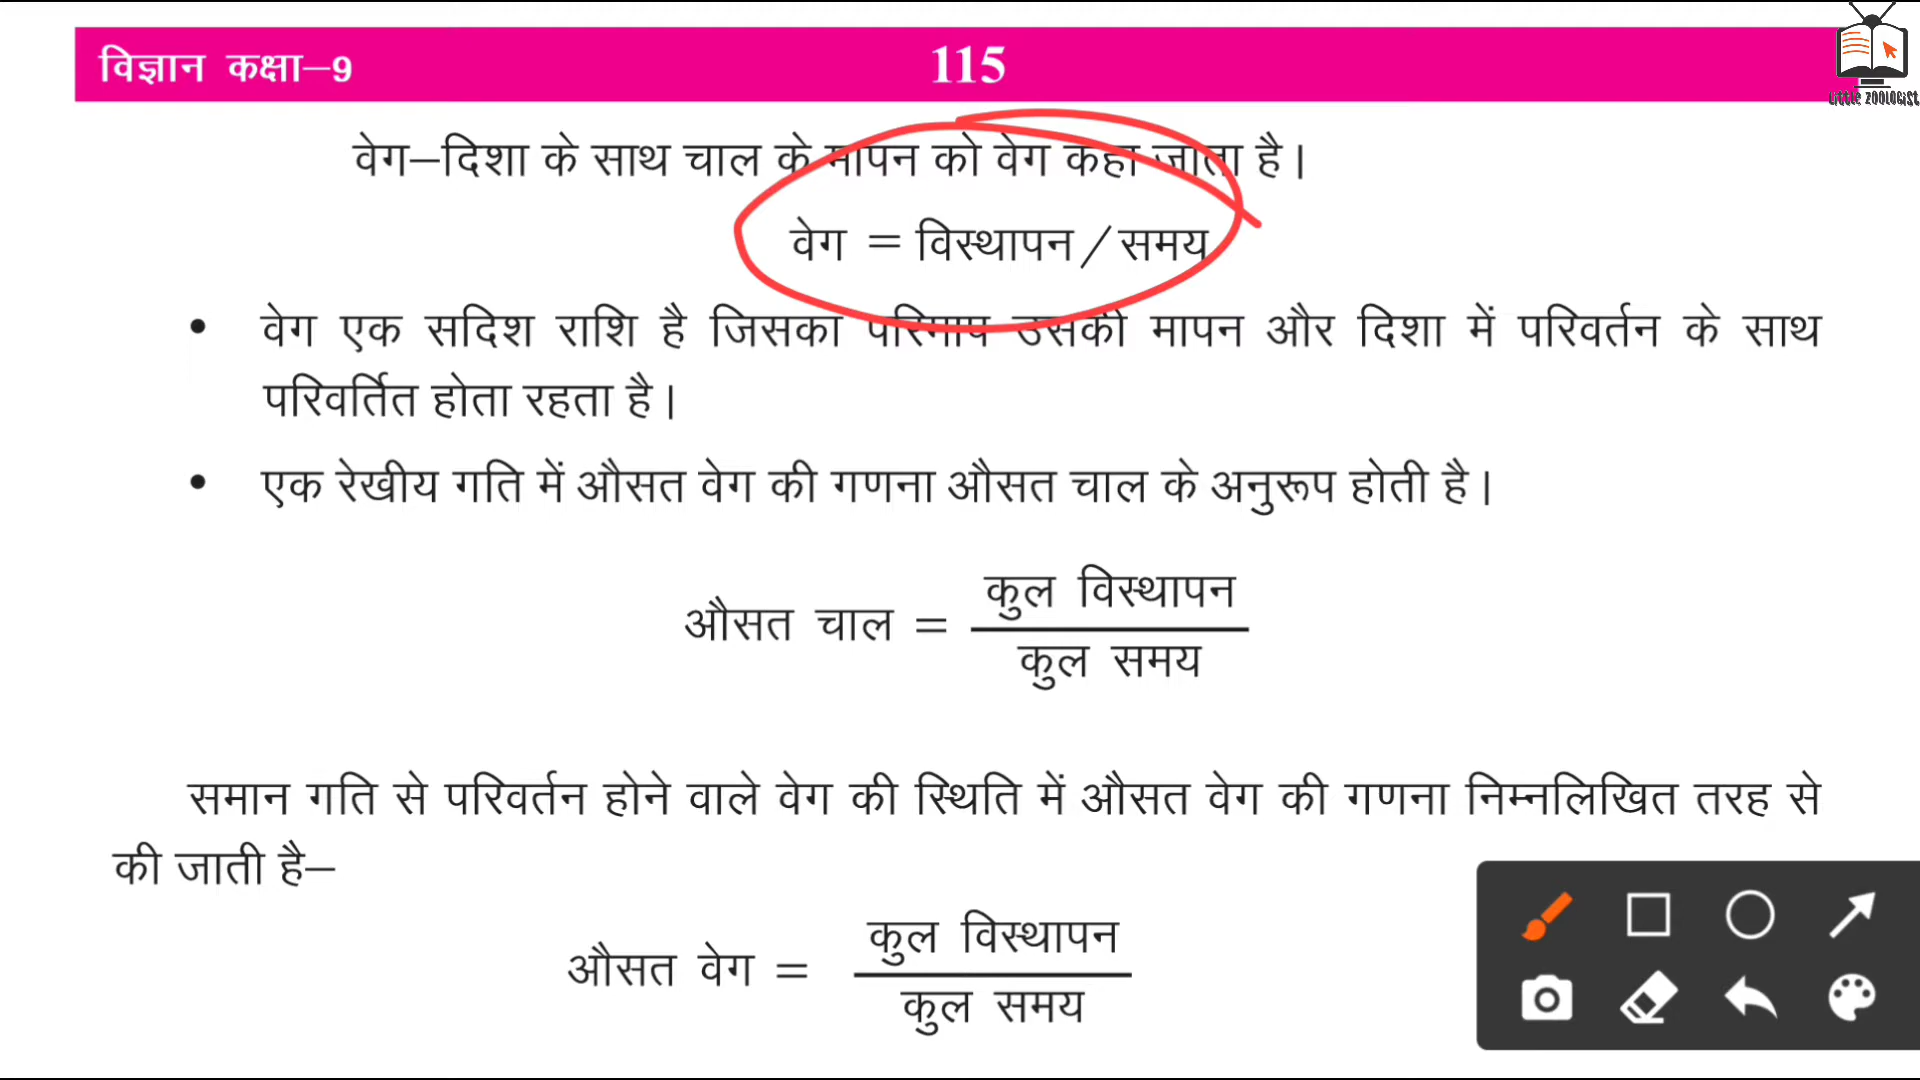 विज्ञान कक्षा–9
115
Little ZOOLOGIST
वेग–दिशा के साथ चाल के मापन को वेग कहा जाता है।
वेग = विस्थापन/समय
• वेग एक सदिश राशि है जिसका परिमाप उसकी मापन और दिशा में परिवर्तन के साथ
परिवर्तित होता रहता है।
• एक रेखीय गति में औसत वेग की गणना औसत चाल के अनुरूप होती है।
औसत चाल = कुल विस्थापन
कुल समय
समान गति से परिवर्तन होने वाले वेग की स्थिति में औसत वेग की गणना निम्नलिखित तरह से
की जाती है–
औसत वेग = कुल विस्थापन
कुल समय